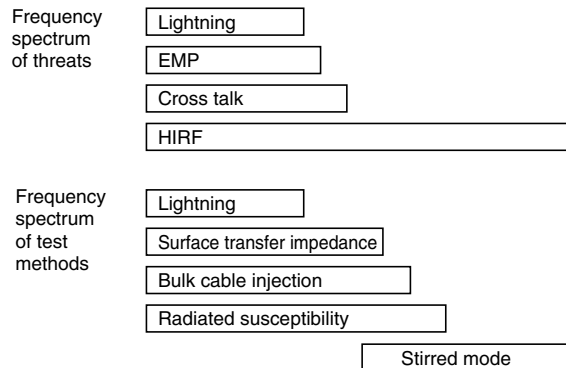 Frequency
spectrum
of threats
Lightning
EMP
Cross talk
HIRF
Frequency
spectrum
of test
methods
Lightning
Surface transfer impedance
Bulk cable injection
Radiated susceptibility
Stirred mode